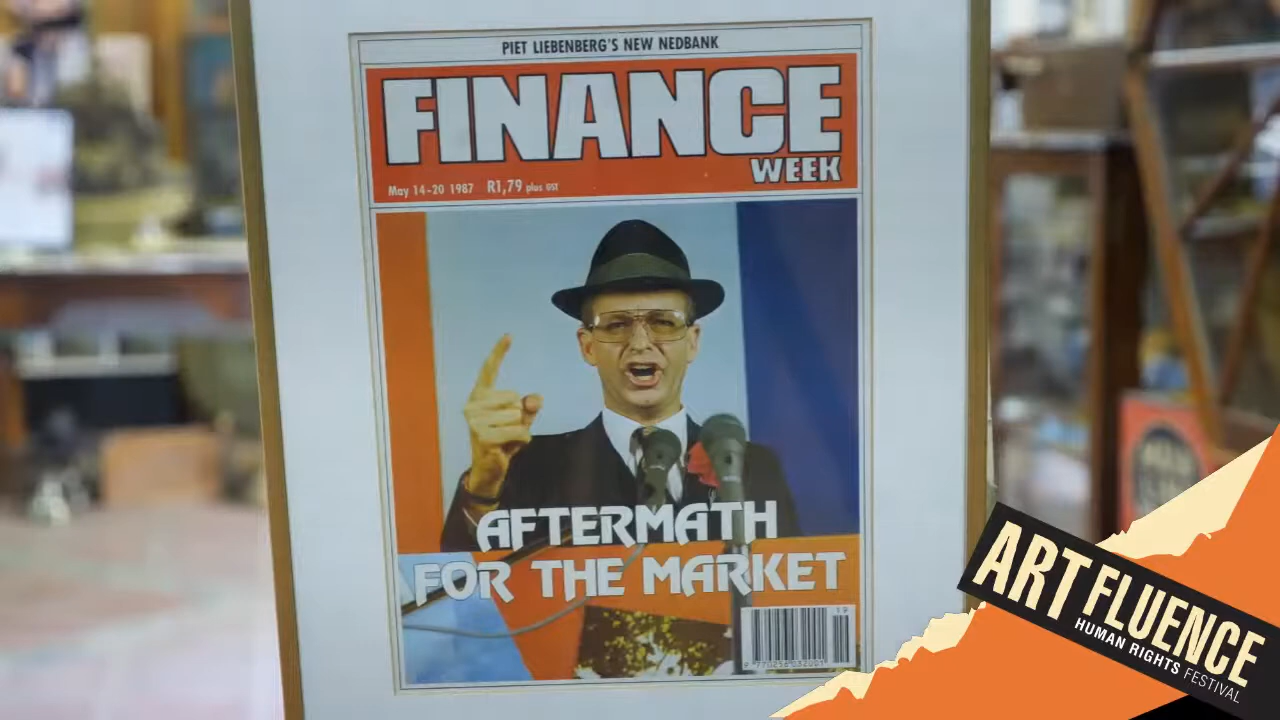 PIET LIEBENBERG'S NEW NEDBANK
FINANCE
WEEK
May 14-20 1987 R1,79 plus GST
AFTERMATH
FOR THE MARKET
19
ART FLUENCE
HUMAN RIGHTS FESTIVAL